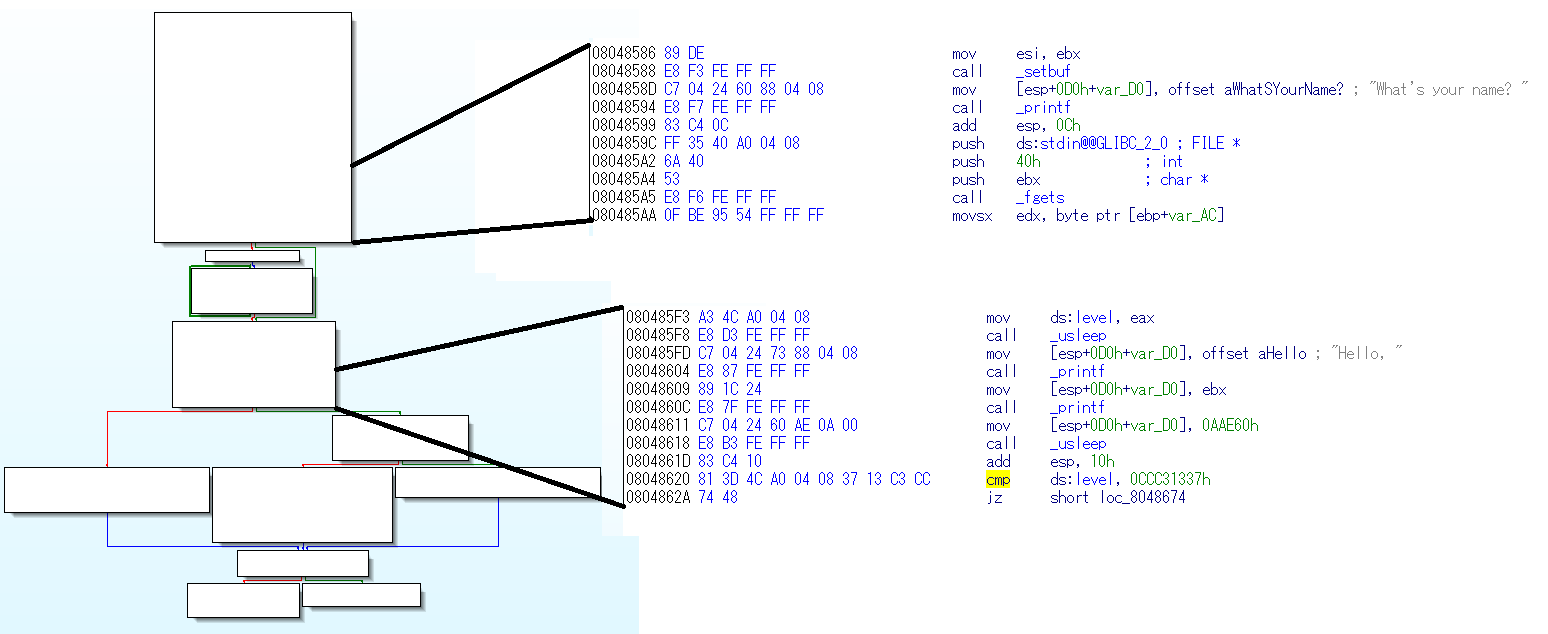 08048586 89 DE mov esi, ebx
08048588 E8 F3 FE FF FF call _setbuf
0804858D C7 04 24 60 88 04 08 mov [esp+0D0h+var_D0], offset aWhatSYourName? ; "What's your name? "
08048594 E8 F7 FE FF FF call _printf
08048599 83 C4 0C add esp, 0Ch
0804859C FF 35 40 A0 04 08 push ds:stdin@@GLIBC_2_0 ; FILE *
080485A2 6A 40 push 40h ; int
080485A4 53 push ebx ; char *
080485A5 E8 F6 FE FF FF call _fgets
080485AA 0F BE 95 54 FF FF FF movsx edx, byte ptr [ebp+var_AC]
080485F3 A3 4C A0 04 08 mov ds:level, eax
080485F8 E8 D3 FE FF FF call _usleep
080485FD C7 04 24 73 88 04 08 mov [esp+0D0h+var_D0], offset aHello ; "Hello, "
08048604 E8 87 FE FF FF call _printf
08048609 89 1C 24 mov [esp+0D0h+var_D0], ebx
0804860C E8 7F FE FF FF call _printf
08048611 C7 04 24 60 AE 0A 00 mov [esp+0D0h+var_D0], 0AAE60h
08048618 E8 B3 FE FF FF call _usleep
0804861D 83 C4 10 add esp, 10h
08048620 81 3D 4C A0 04 08 37 13 C3 CC cmp ds:level, 0CCC31337h
0804862A 74 48 jz short loc_8048674